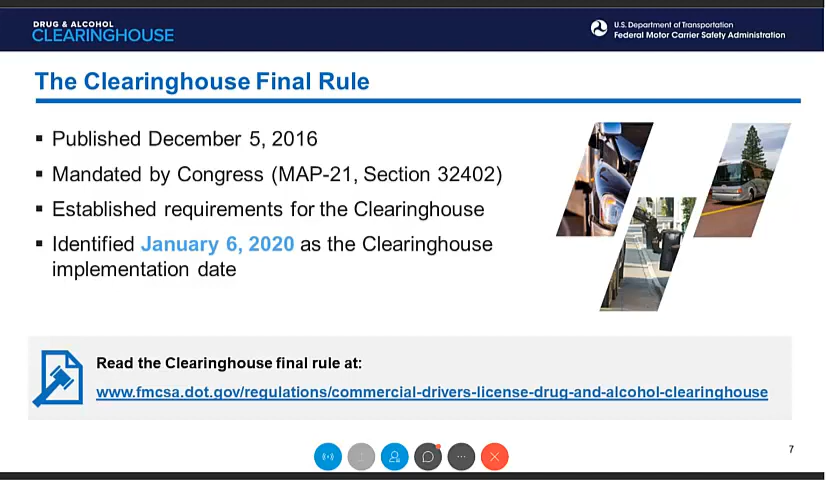 DRUG & ALCOHOL
CLEARINGHOUSE
U.S. Department of Transportation
Federal Motor Carrier Safety Administration
The Clearinghouse Final Rule
▪ Published December 5, 2016
▪ Mandated by Congress (MAP-21, Section 32402)
▪ Established requirements for the Clearinghouse
▪ Identified January 6, 2020 as the Clearinghouse
implementation date
Read the Clearinghouse final rule at:
www.fmcsa.dot.gov/regulations/commercial-drivers-license-drug-and-alcohol-clearinghouse
7